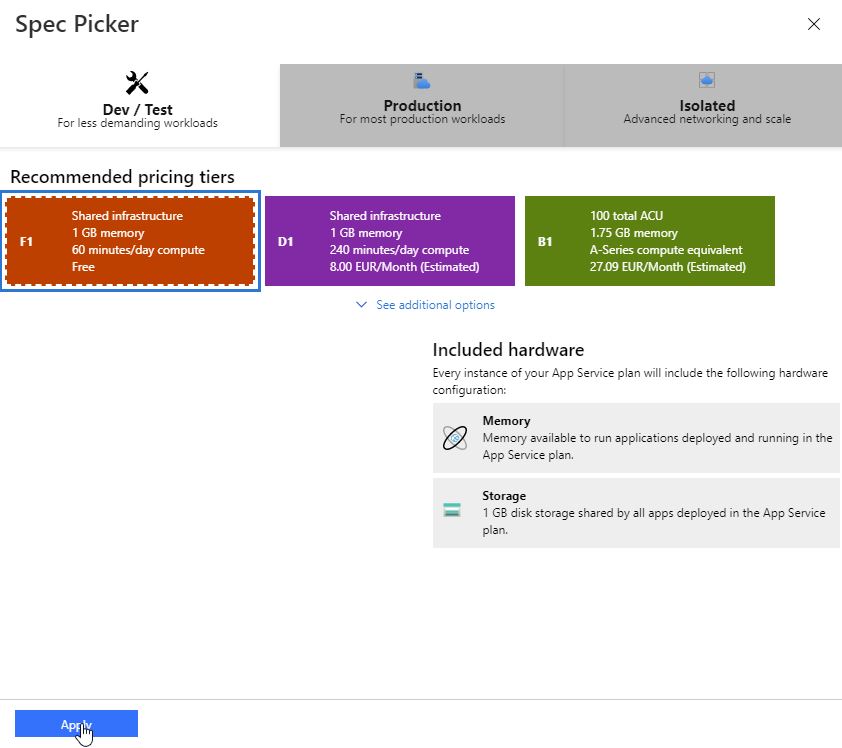 Spec Picker
Dev / Test
For less demanding workloads
Production
For most production workloads
Isolated
Advanced networking and scale
Recommended pricing tiers
F1
Shared infrastructure
1 GB memory
60 minutes/day compute
Free
D1
Shared infrastructure
1 GB memory
240 minutes/day compute
8.00 EUR/Month (Estimated)
B1
100 total ACU
1.75 GB memory
A-Series compute equivalent
27.09 EUR/Month (Estimated)
See additional options
Included hardware
Every instance of your App Service plan will include the following hardware
configuration:
Memory
Memory available to run applications deployed and running in the
App Service plan.
Storage
1 GB disk storage shared by all apps deployed in the App Service
plan.
Apply